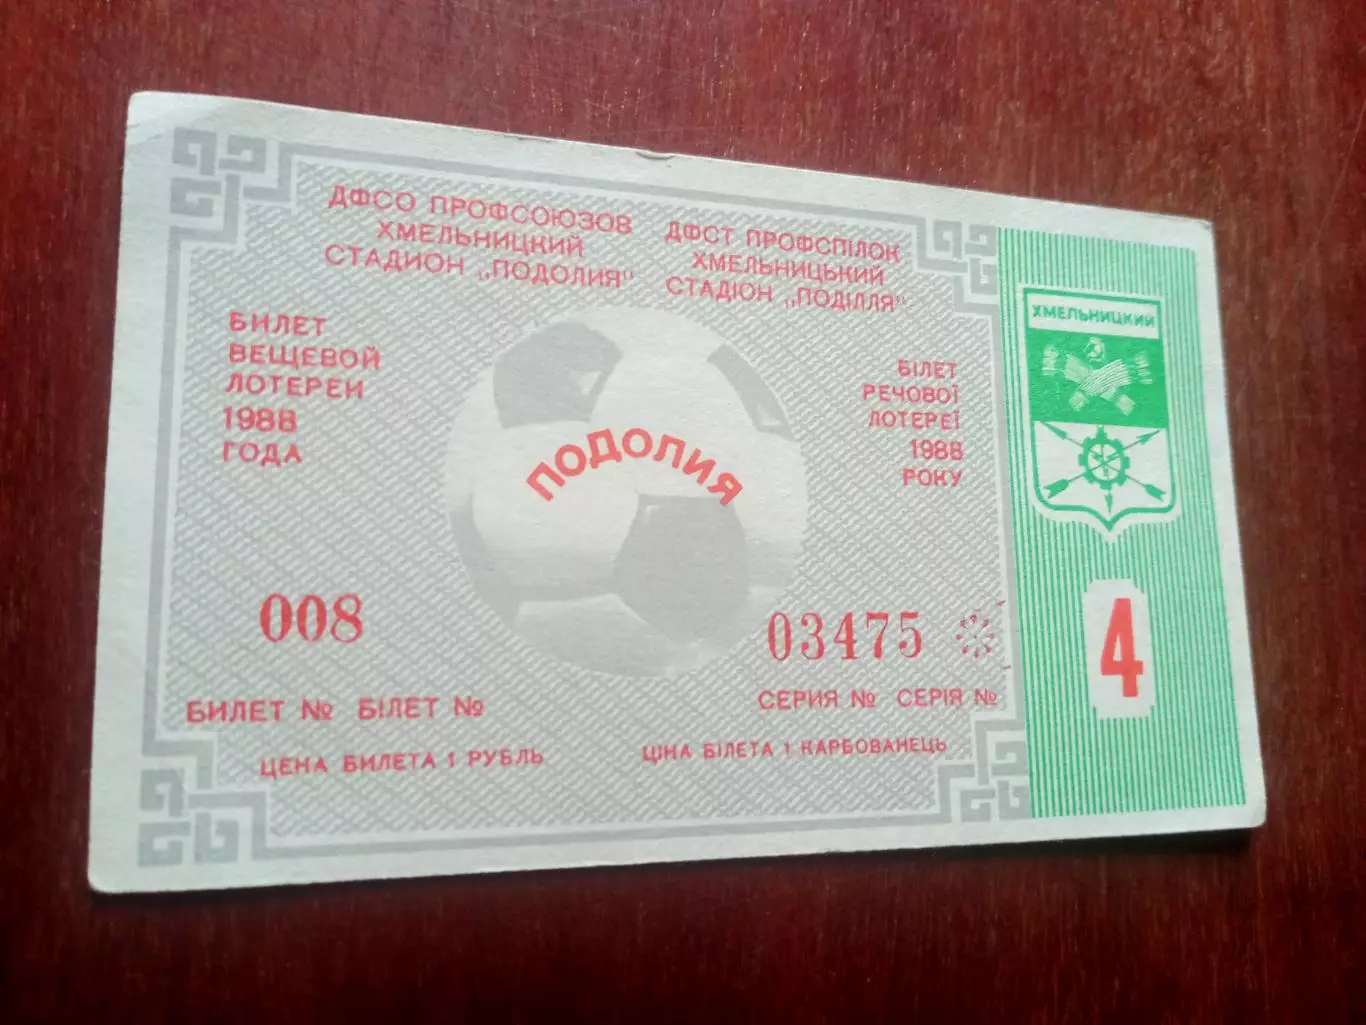 ДФСО ПРОФСОЮЗОВ
ХМЕЛЬНИЦКИЙ
СТАДИОН „ПОДОЛИЯ"
ДФСТ ПРОФСПІЛОК
ХМЕЛЬНИЦЬКИЙ
СТАДІОН „ПОДІЛЛЯ"
БИЛЕТ
ВЕЩЕВОЙ
ЛОТЕРЕИ
1988
ГОДА
ПОДОЛИЯ
БІЛЕТ
РЕЧОВОЇ
ЛОТЕРЕЇ
1988
РОКУ
008
03475
БИЛЕТ № БІЛЕТ №
СЕРИЯ № СЕРІЯ №
ЦЕНА БИЛЕТА 1 РУБЛЬ
ЦІНА БІЛЕТА 1 КАРБОВАНЕЦЬ
ХМЕЛЬНИЦКИЙ
4